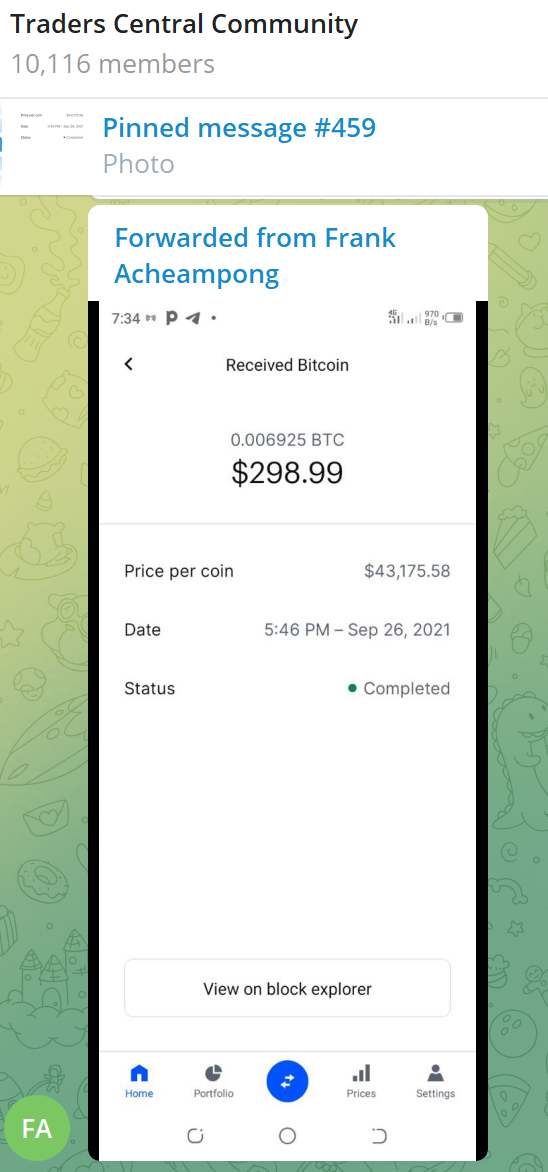 Traders Central Community
10,116 members
Pinned message #459
Photo
Forwarded from Frank
Acheampong
7:34
4G
970
B/s
Received Bitcoin
0.006925 BTC
$298.99
Price per coin $43,175.58
Date 5:46 PM – Sep 26, 2021
Status Completed
View on block explorer
Home Portfolio Prices Settings
FA